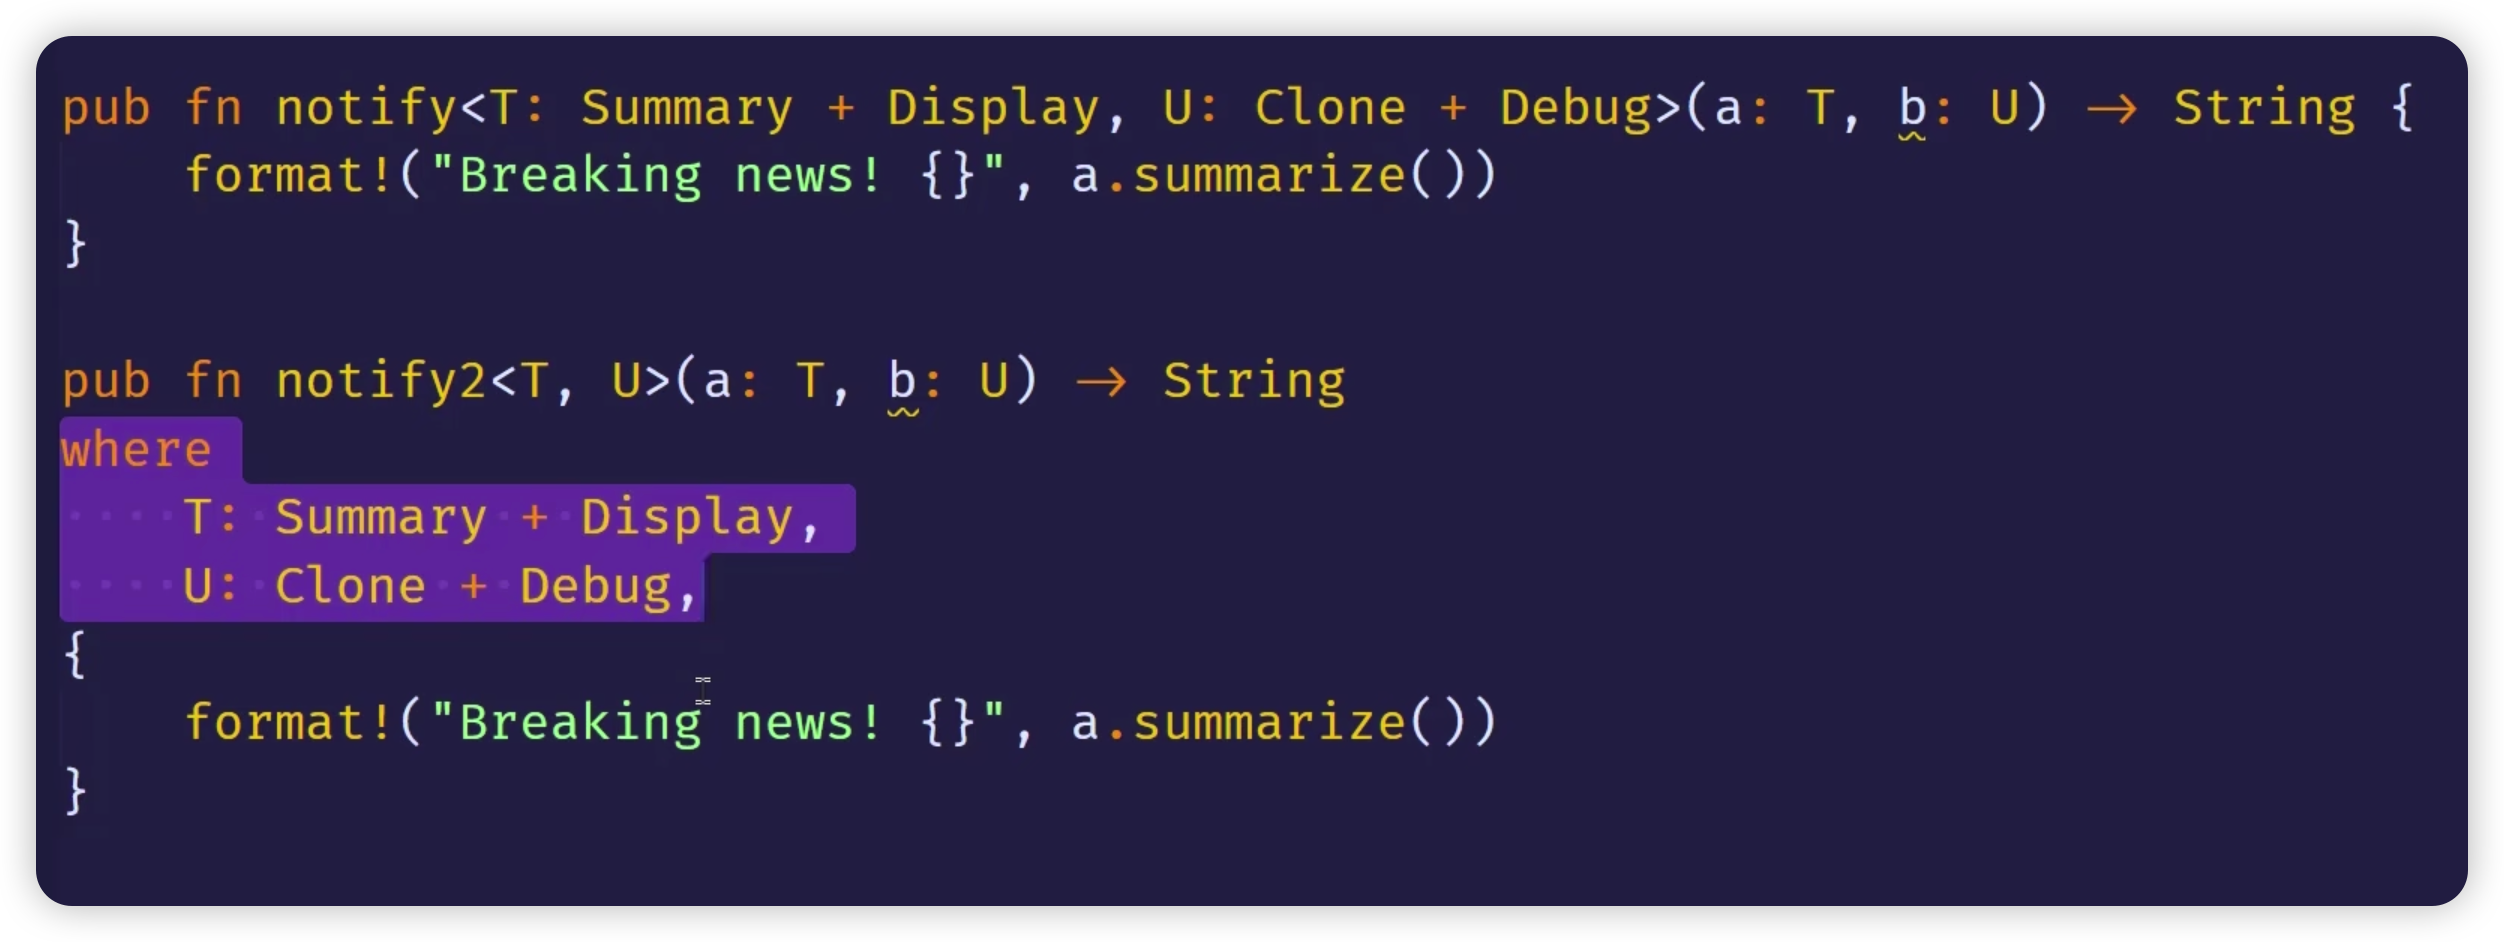 pub fn notify<T: Summary + Display, U: Clone + Debug>(a: T, b: U) -> String {
    format!("Breaking news! {}", a.summarize())
}
pub fn notify2<T, U>(a: T, b: U) -> String
where
    T: Summary + Display,
    U: Clone + Debug,
{
    format!("Breaking news! {}", a.summarize())
}